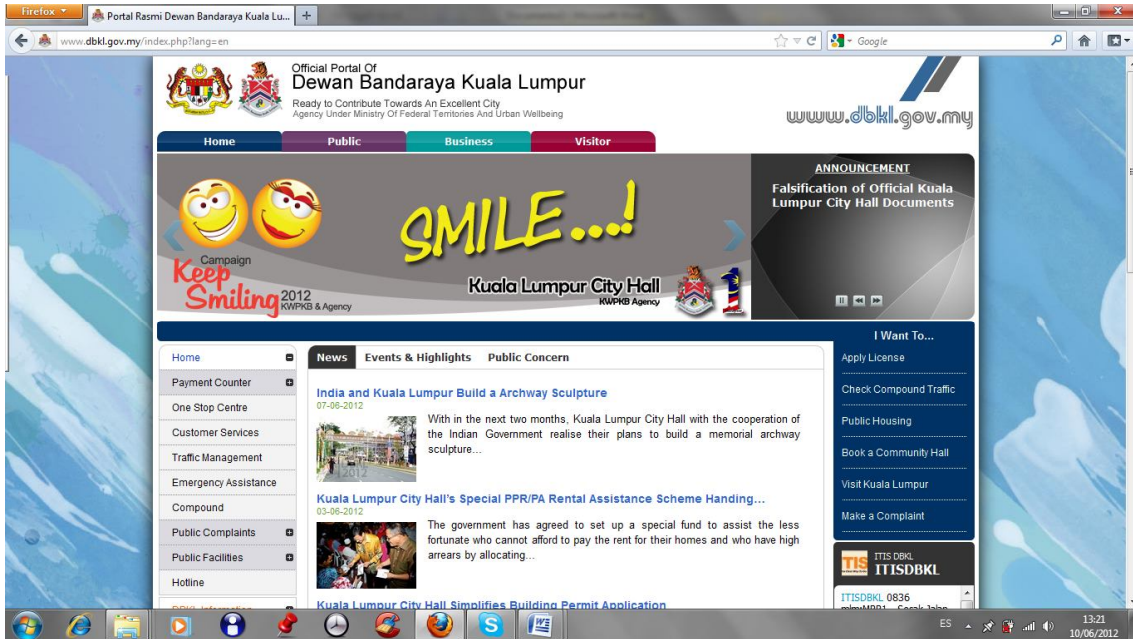 Firefox
Portal Rasmi Dewan Bandaraya Kuala Lu...
www.dbkl.gov.my/index.php?lang=en
Google
Official Portal Of
Dewan Bandaraya Kuala Lumpur
Ready to Contribute Towards An Excellent City
Agency Under Ministry Of Federal Territories And Urban Wellbeing
www.dbkl.gov.my
Home Public Business Visitor
SMILE...!
Campaign
Keep
Smiling 2012
KWPKB & Agency
Kuala Lumpur City Hall
KWPKB Agency
1
ANNOUNCEMENT
Falsification of Official Kuala
Lumpur City Hall Documents
Home
Payment Counter
One Stop Centre
Customer Services
Traffic Management
Emergency Assistance
Compound
Public Complaints
Public Facilities
Hotline
News Events & Highlights Public Concern
India and Kuala Lumpur Build a Archway Sculpture
07-06-2012
With in the next two months, Kuala Lumpur City Hall with the cooperation of
the Indian Government realise their plans to build a memorial archway
sculpture...
2012
Kuala Lumpur City Hall's Special PPR/PA Rental Assistance Scheme Handing...
03-06-2012
The government has agreed to set up a special fund to assist the less
fortunate who cannot afford to pay the rent for their homes and who have high
arrears by allocating...
Kuala Lumpur City Hall Simplifies Building Permit Application
I Want To...
Apply License
Check Compound Traffic
Public Housing
Book a Community Hall
Visit Kuala Lumpur
Make a Complaint
TIS
ITIS DBKL
ITISDBKL
ITISDBKL 0836
ES
13:21
10/06/2012